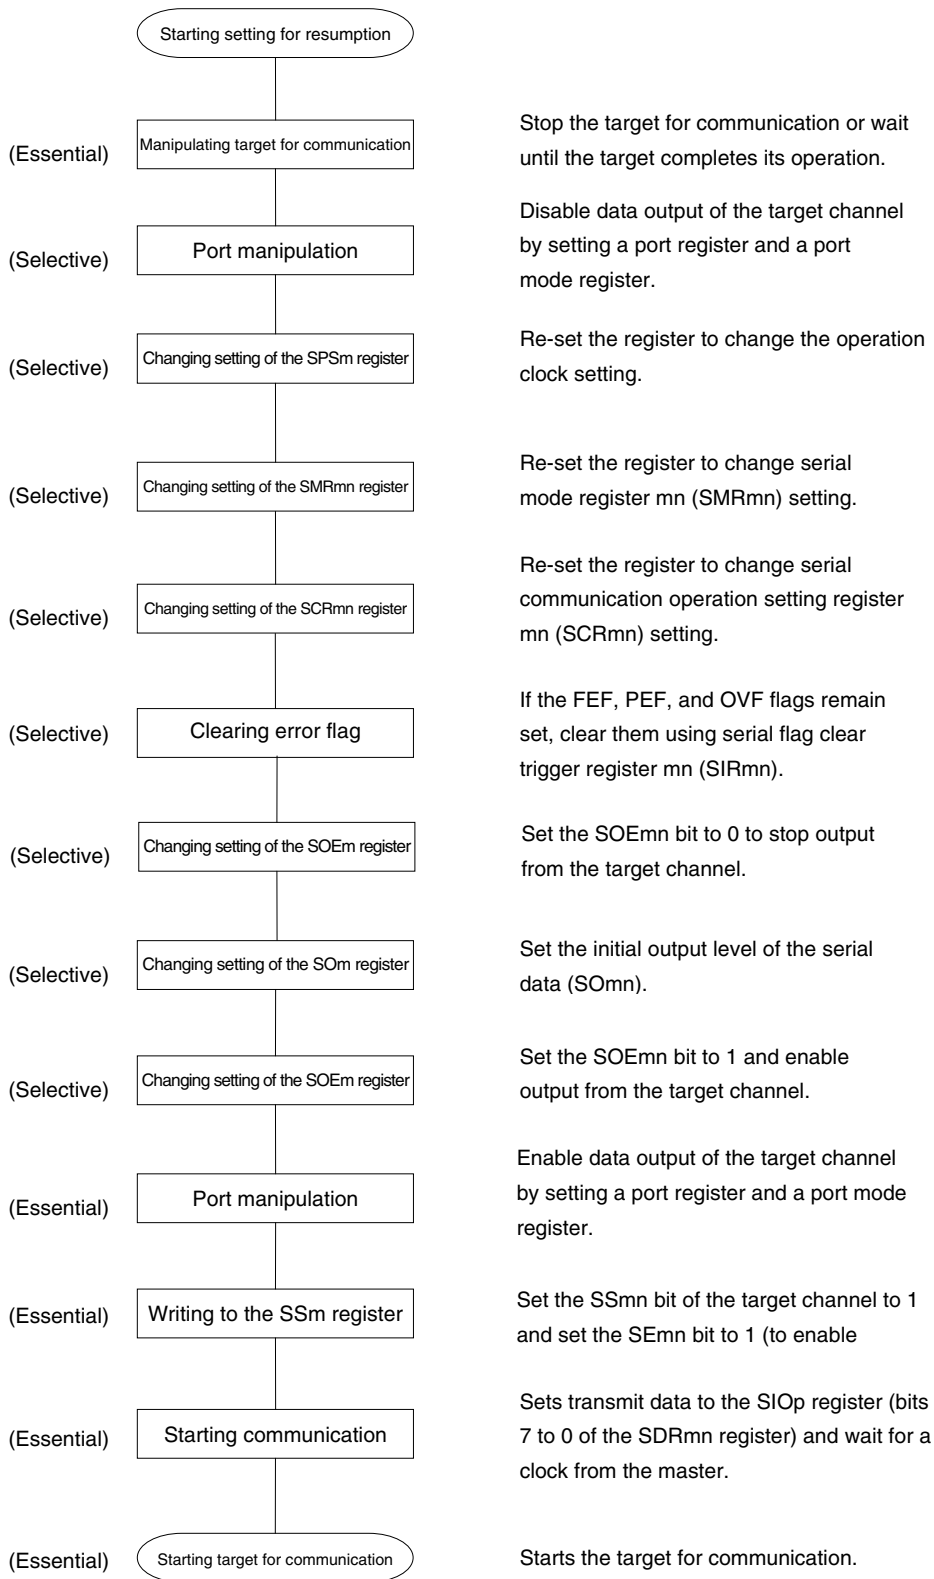 Starting setting for resumption
(Essential)
Manipulating target for communication
Stop the target for communication or wait
until the target completes its operation.
(Selective)
Port manipulation
Disable data output of the target channel
by setting a port register and a port
mode register.
(Selective)
Changing setting of the SPSm register
Re-set the register to change the operation
clock setting.
(Selective)
Changing setting of the SMRmn register
Re-set the register to change serial
mode register mn (SMRmn) setting.
(Selective)
Changing setting of the SCRmn register
Re-set the register to change serial
communication operation setting register
mn (SCRmn) setting.
(Selective)
Clearing error flag
If the FEF, PEF, and OVF flags remain
set, clear them using serial flag clear
trigger register mn (SIRmn).
(Selective)
Changing setting of the SOEm register
Set the SOEmn bit to 0 to stop output
from the target channel.
(Selective)
Changing setting of the SOm register
Set the initial output level of the serial
data (SOmn).
(Selective)
Changing setting of the SOEm register
Set the SOEmn bit to 1 and enable
output from the target channel.
(Essential)
Port manipulation
Enable data output of the target channel
by setting a port register and a port mode
register.
(Essential)
Writing to the SSm register
Set the SSmn bit of the target channel to 1
and set the SEmn bit to 1 (to enable
(Essential)
Starting communication
Sets transmit data to the SIOp register (bits
7 to 0 of the SDRmn register) and wait for a
clock from the master.
(Essential)
Starting target for communication
Starts the target for communication.